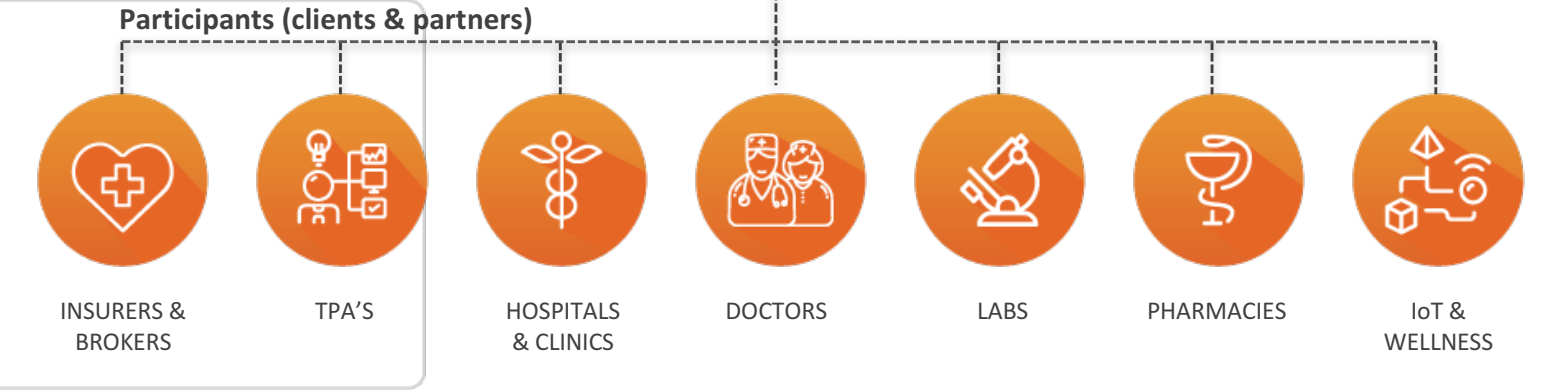 Participants (clients & partners)
INSURERS &
BROKERS
TPA’S
HOSPITALS
& CLINICS
DOCTORS
LABS
PHARMACIES
IoT &
WELLNESS